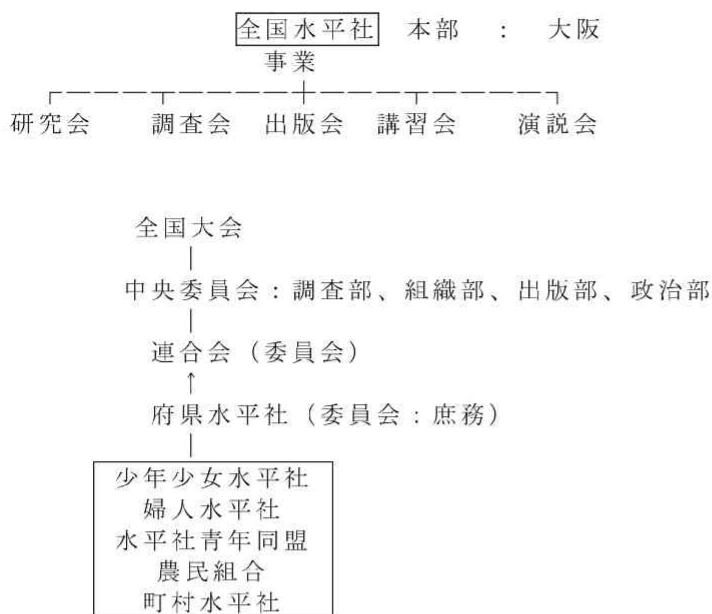 全国水平社 本部 : 大阪
事業
研究会 調査会 出版会 講習会 演説会
全国大会
中央委員会:調査部、組織部、出版部、政治部
連合会(委員会)
↑
府県水平社(委員会:庶務)
少年少女水平社
婦人水平社
水平社青年同盟
農民組合
町村水平社